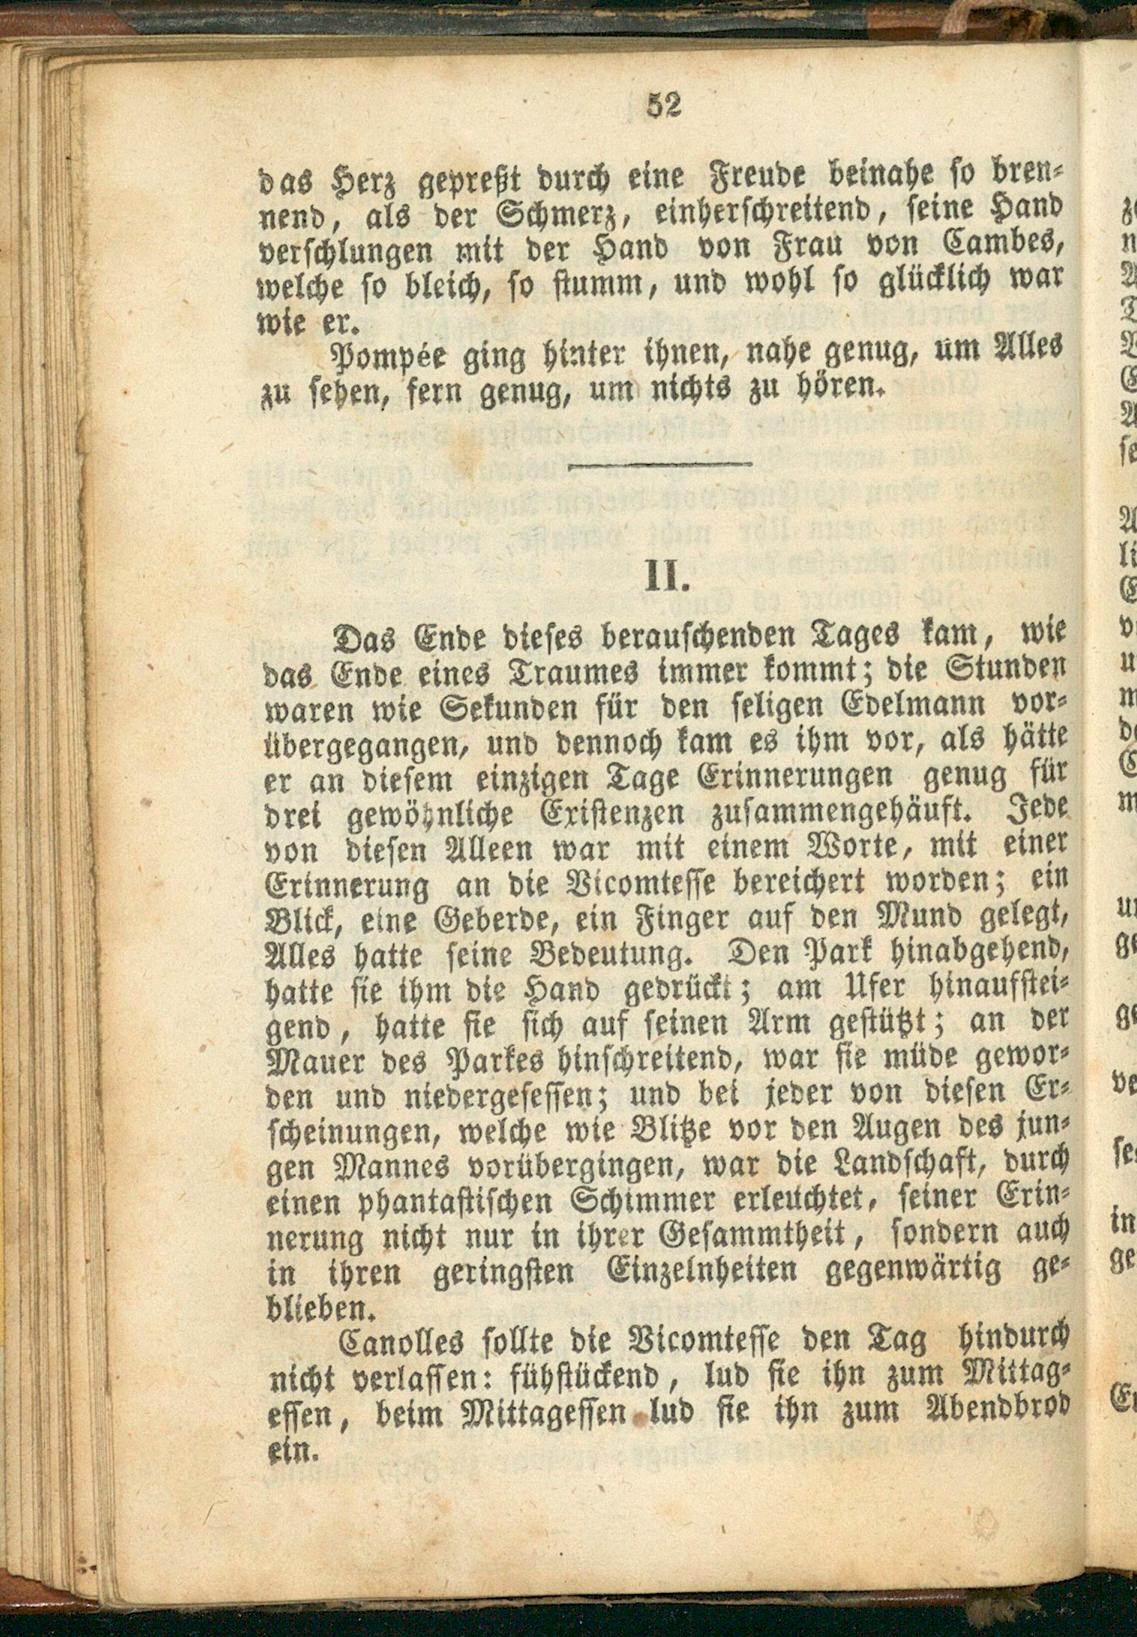 52
das Herz gepreßt durch eine Freude beinahe so bren-
nend, als der Schmerz, einherschreitend, seine Hand
verschlungen mit der Hand von Frau von Cambes,
welche so bleich, so stumm, und wohl so glücklich war
wie er.
Pompée ging hinter ihnen, nahe genug, um Alles
zu sehen, fern genug, um nichts zu hören.
II.
Das Ende dieses berauschenden Tages kam, wie
das Ende eines Traumes immer kommt; die Stunden
waren wie Sekunden für den seligen Edelmann vor-
übergegangen, und dennoch kam es ihm vor, als hätte
er an diesem einzigen Tage Erinnerungen genug für
drei gewöhnliche Existenzen zusammengehäuft. Jede
von diesen Alleen war mit einem Worte, mit einer
Erinnerung an die Vicomtesse bereichert worden; ein
Blick, eine Geberde, ein Finger auf den Mund gelegt,
Alles hatte seine Bedeutung. Den Park hinabgehend,
hatte sie ihm die Hand gedrückt; am Ufer hinaufstei-
gend, hatte sie sich auf seinen Arm gestützt; an der
Mauer des Parkes hinschreitend, war sie müde gewor-
den und niedergesessen; und bei jeder von diesen Er-
scheinungen, welche wie Blitze vor den Augen des jun-
gen Mannes vorübergingen, war die Landschaft, durch
einen phantastischen Schimmer erleuchtet, seiner Erin-
nerung nicht nur in ihrer Gesammtheit, sondern auch
in ihren geringsten Einzelnheiten gegenwärtig ge-
blieben.
Canolles sollte die Vicomtesse den Tag hindurch
nicht verlassen: fühstückend, lud sie ihn zum Mittag-
essen, beim Mittagessen lud sie ihn zum Abendbrod
ein.